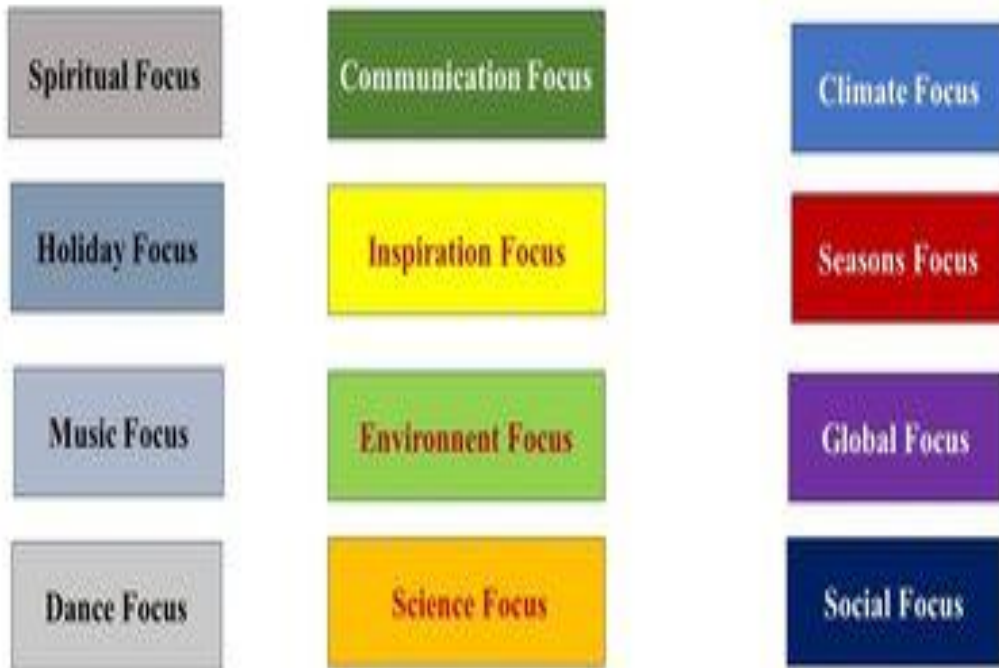 Spiritual Focus
Communication Focus
Climate Focus
Holiday Focus
Inspiration Focus
Seasons Focus
Music Focus
Environnent Focus
Global Focus
Dance Focus
Science Focus
Social Focus